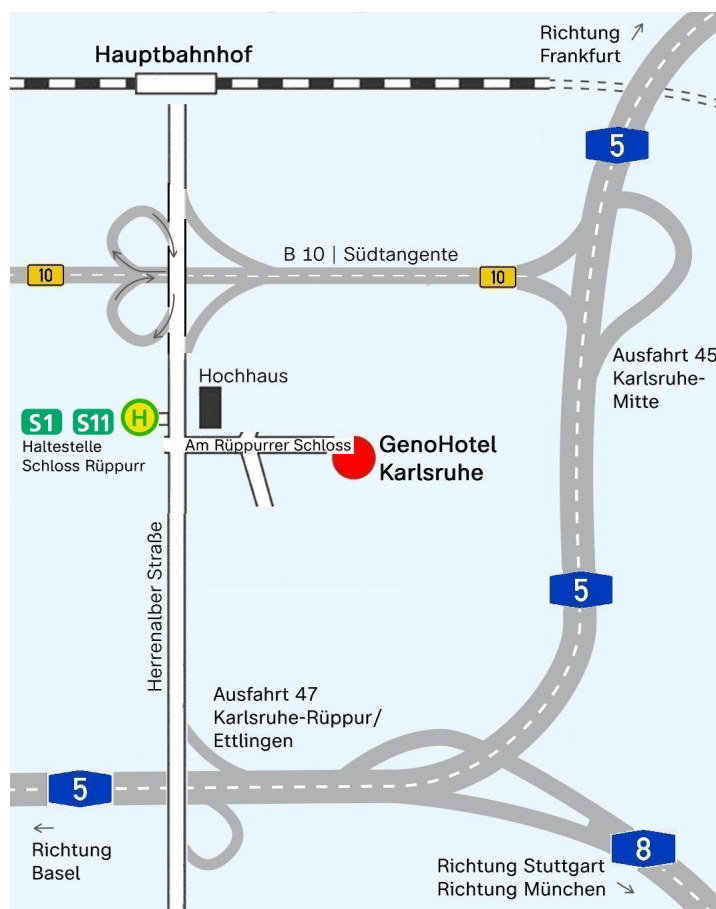 Hauptbahnhof
Richtung
Frankfurt
5
B 10 | Südtangente
10
10
Ausfahrt 45
Karlsruhe-
Mitte
Hochhaus
S1 S11 H
Haltestelle
Schloss Rüppurr
Am Rüppurrer Schloss
GenoHotel
Karlsruhe
5
Herrenalber Straße
Ausfahrt 47
Karlsruhe-Rüppur/
Ettlingen
5
Richtung
Basel
8
Richtung Stuttgart
Richtung München